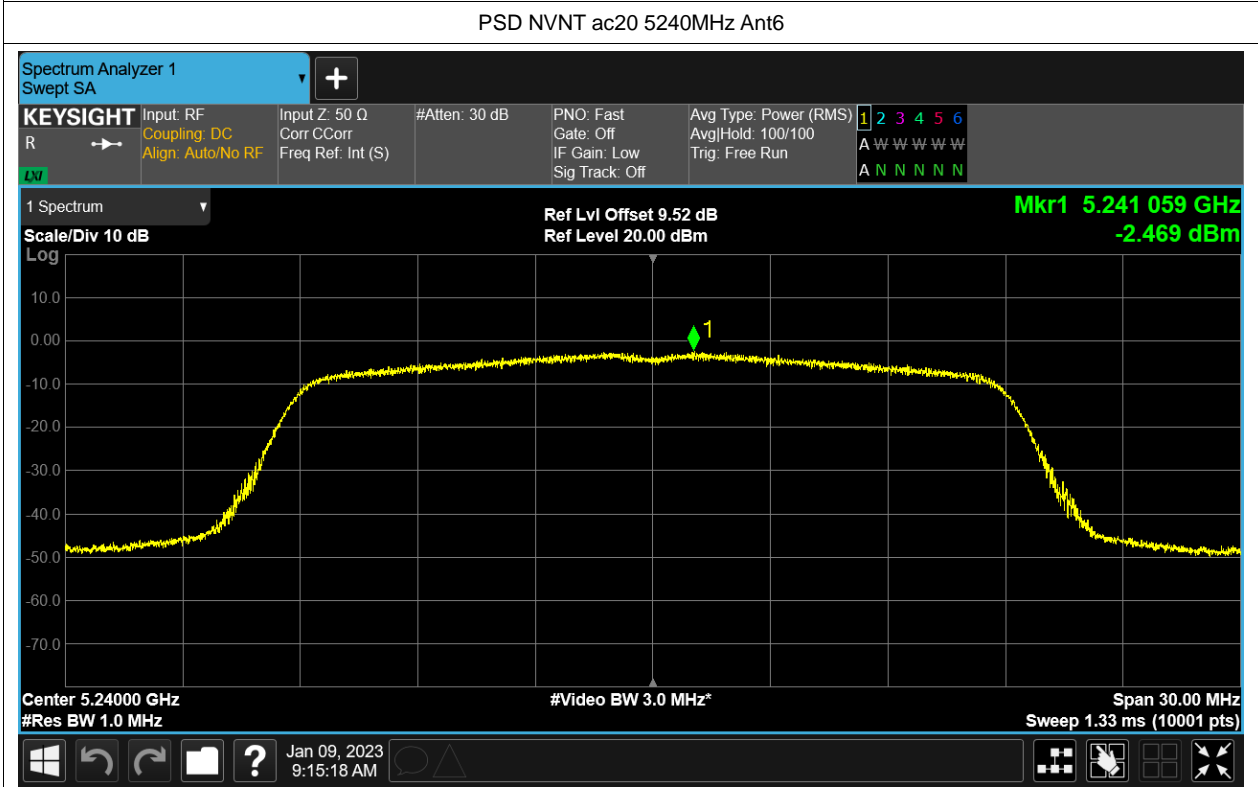 PSD NVNT ac20 5240MHz Ant6
Spectrum Analyzer 1
Swept SA
KEYSIGHT
R
LXI
Input: RF
Coupling: DC
Align: Auto/No RF
Input Z: 50 Ω
Corr CCorr
Freq Ref: Int (S)
#Atten: 30 dB
PNO: Fast
Gate: Off
IF Gain: Low
Sig Track: Off
Avg Type: Power (RMS)
Avg|Hold: 100/100
Trig: Free Run
1 2 3 4 5 6
A W W W W W
A N N N N N
1 Spectrum
Scale/Div 10 dB
Ref Lvl Offset 9.52 dB
Ref Level 20.00 dBm
Mkr1 5.241 059 GHz
-2.469 dBm
Log
10.0
0.00
-10.0
-20.0
-30.0
-40.0
-50.0
-60.0
-70.0
1
Center 5.24000 GHz
#Res BW 1.0 MHz
#Video BW 3.0 MHz*
Span 30.00 MHz
Sweep 1.33 ms (10001 pts)
?
Jan 09, 2023
9:15:18 AM